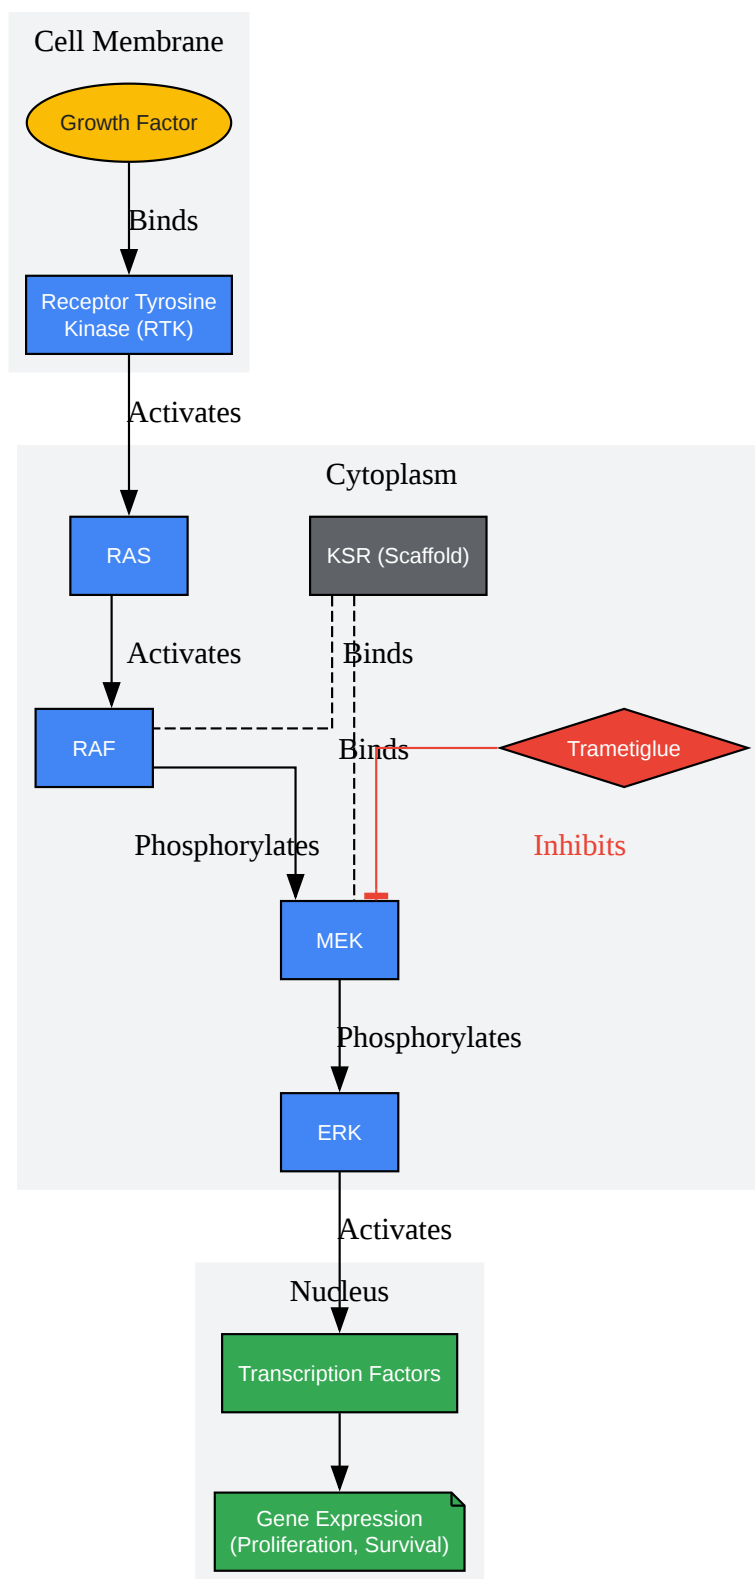 Cell Membrane
Growth Factor
Binds
Receptor Tyrosine
Kinase (RTK)
Activates
Cytoplasm
RAS
KSR (Scaffold)
Activates
Binds
RAF
Binds
Trametiglue
Phosphorylates
Inhibits
MEK
Phosphorylates
ERK
Activates
Nucleus
Transcription Factors
Gene Expression
(Proliferation, Survival)